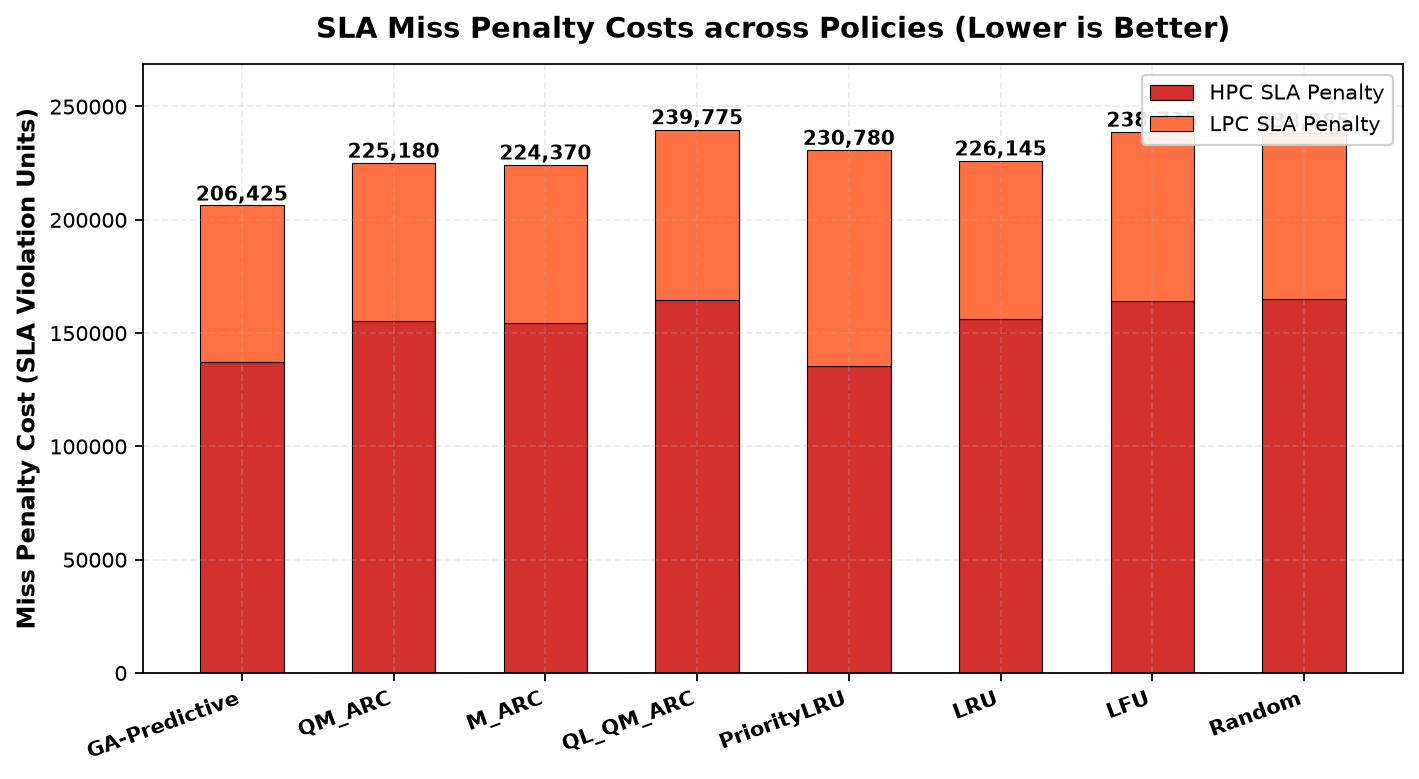 SLA Miss Penalty Costs across Policies (Lower is Better)
HPC SLA Penalty
LPC SLA Penalty
Miss Penalty Cost (SLA Violation Units)
250000
200000
150000
100000
50000
0
206,425
225,180
224,370
239,775
230,780
226,145
GA-Predictive
QM_ARC
M_ARC
QL_QM_ARC
PriorityLRU
LRU
LFU
Random